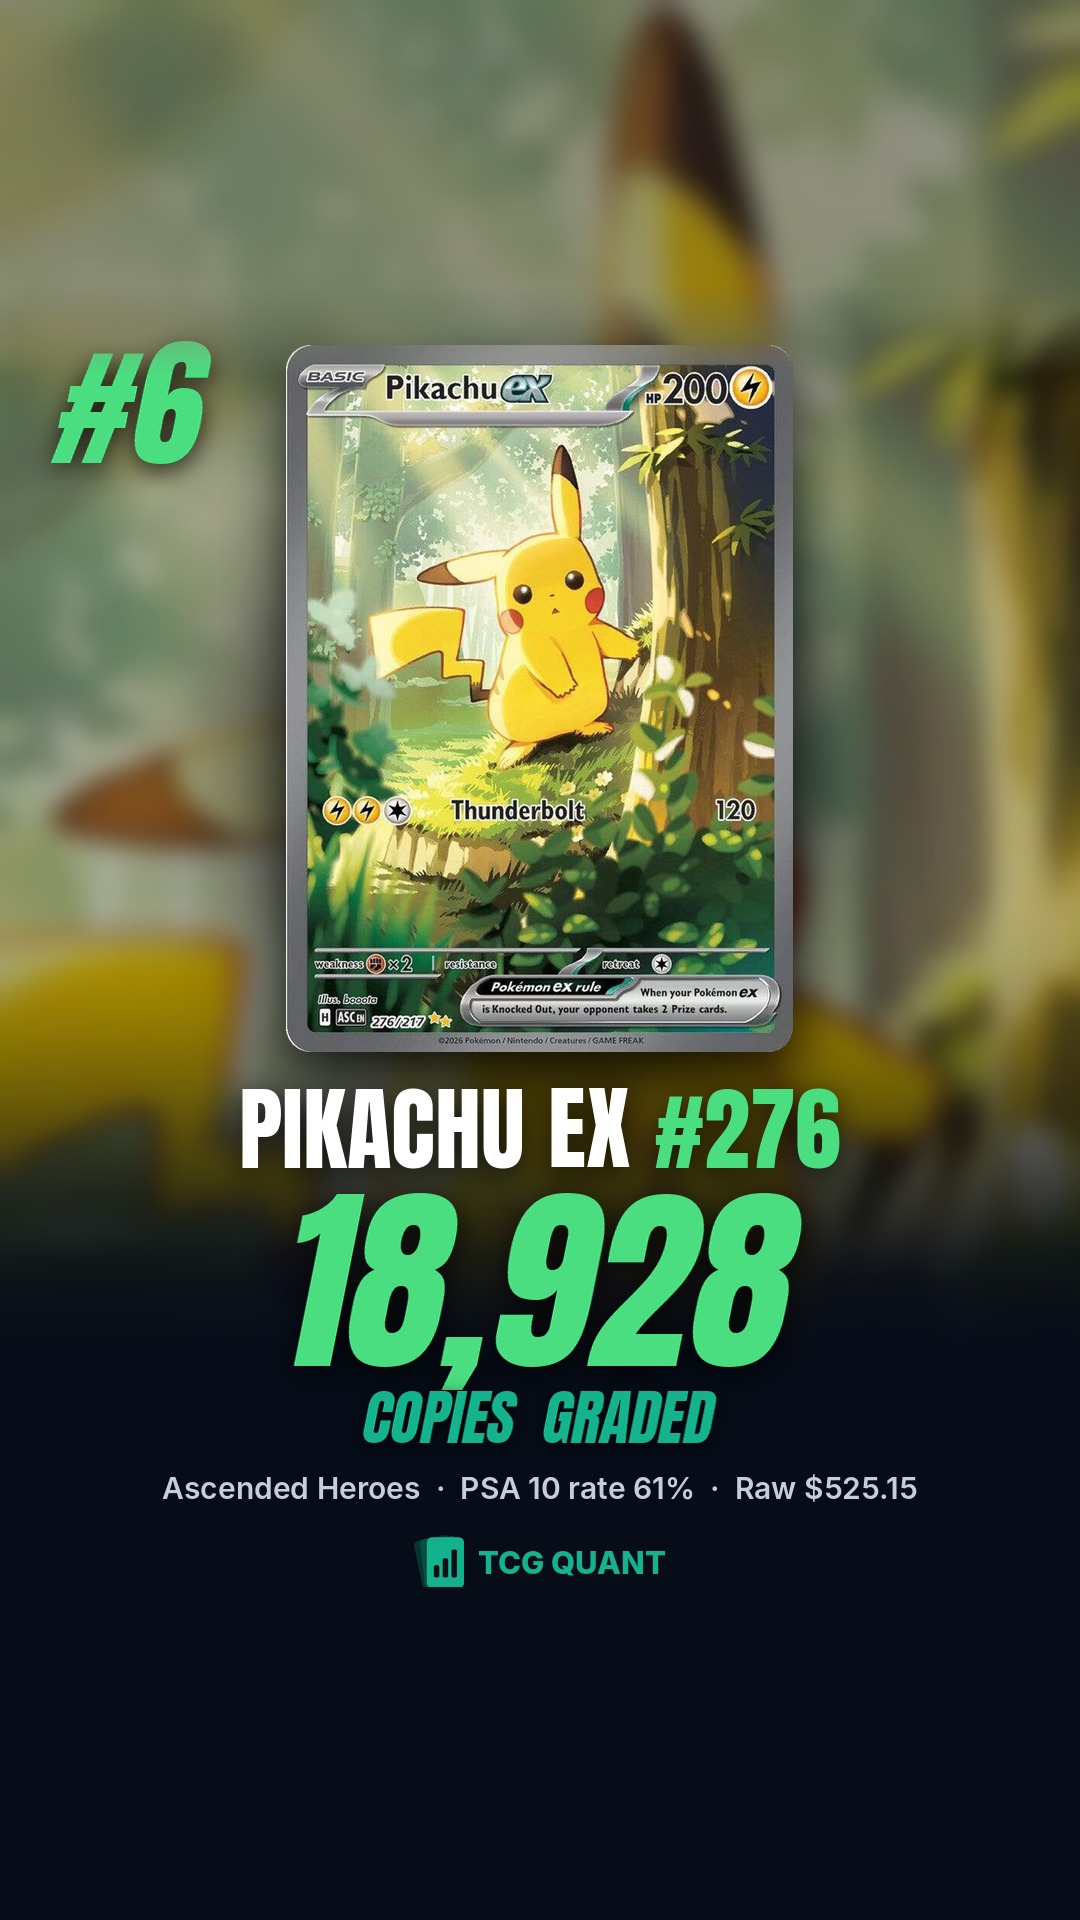 #6
BASIC Pikachu ex HP 200
Thunderbolt 120
weakness ×2 resistance retreat
Pokémon ex rule When your Pokémon ex
is Knocked Out, your opponent takes 2 Prize cards.
Illus. booota
H ASC EN 276/217
©2026 Pokémon / Nintendo / Creatures / GAME FREAK
PIKACHU EX #276
18,928
COPIES GRADED
Ascended Heroes · PSA 10 rate 61% · Raw $525.15
TCG QUANT